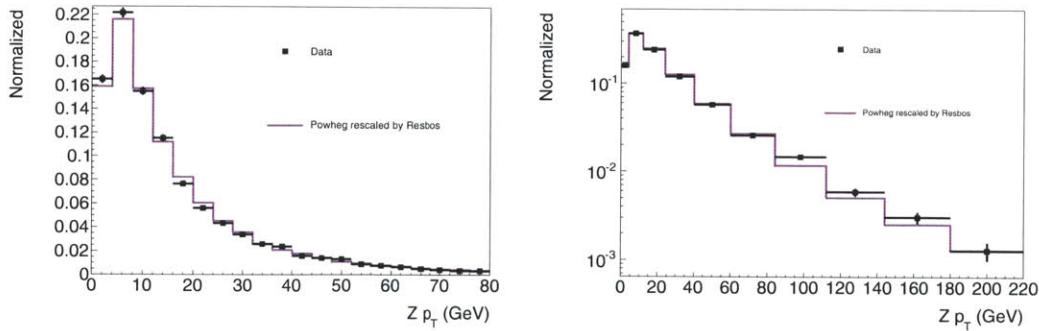 Normalized
0.22
0.2
0.18
0.16
0.14
0.12
0.1
0.08
0.06
0.04
0.02
0
Data
Powheg rescaled by Resbos
0 10 20 30 40 50 60 70 80
Z pT (GeV)
Normalized
10-1
10-2
10-3
Data
Powheg rescaled by Resbos
0 20 40 60 80 100 120 140 160 180 200 220
Z pT (GeV)